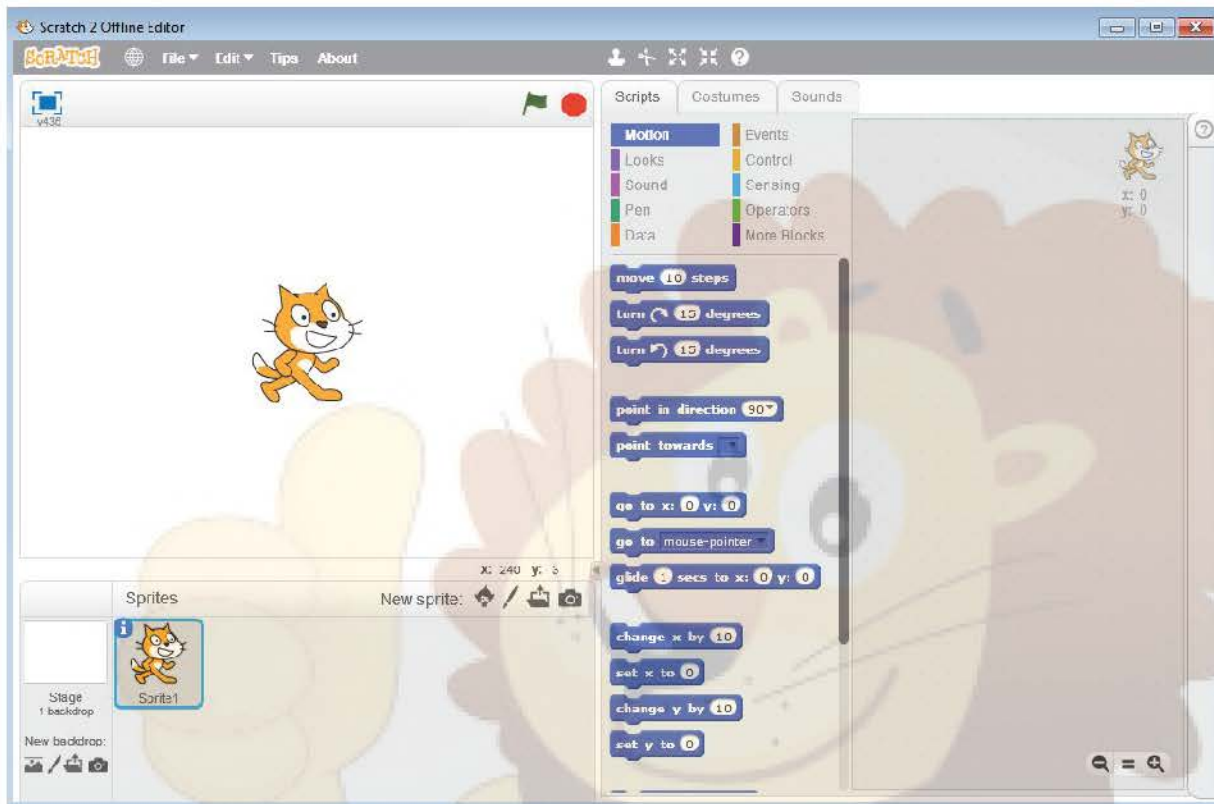 Scratch 2 Offline Editor
SCRATCH File Edit Tips About
v436
Scripts Costumes Sounds
Motion Events
Looks Control
Sound Sensing
Pen Operators
Data More Blocks
x: 0
y: 0
move 10 steps
turn 15 degrees
turn 15 degrees
point in direction 90
point towards
go to x: 0 y: 0
go to mouse-pointer
glide 1 secs to x: 0 y: 0
change x by 10
set x to 0
change y by 10
set y to 0
x: 240 y:
Sprites New sprite:
Sprite1
Stage
1 backdrop
New backdrop: